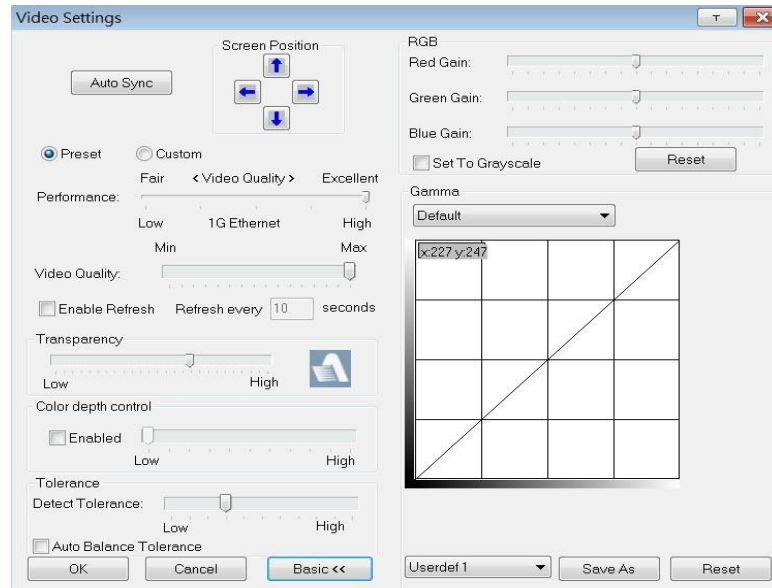 Video Settings
T
Screen Position
Auto Sync
Preset
Custom
Fair < Video Quality > Excellent
Performance:
Low 1G Ethernet High
Min Max
Video Quality:
Enable Refresh Refresh every 10 seconds
Transparency
Low High
Color depth control
Enabled
Low High
Tolerance
Detect Tolerance:
Low High
Auto Balance Tolerance
OK Cancel Basic <<
RGB
Red Gain:
Green Gain:
Blue Gain:
Set To Grayscale Reset
Gamma
Default
x:227 y:247
Userdef 1 Save As Reset